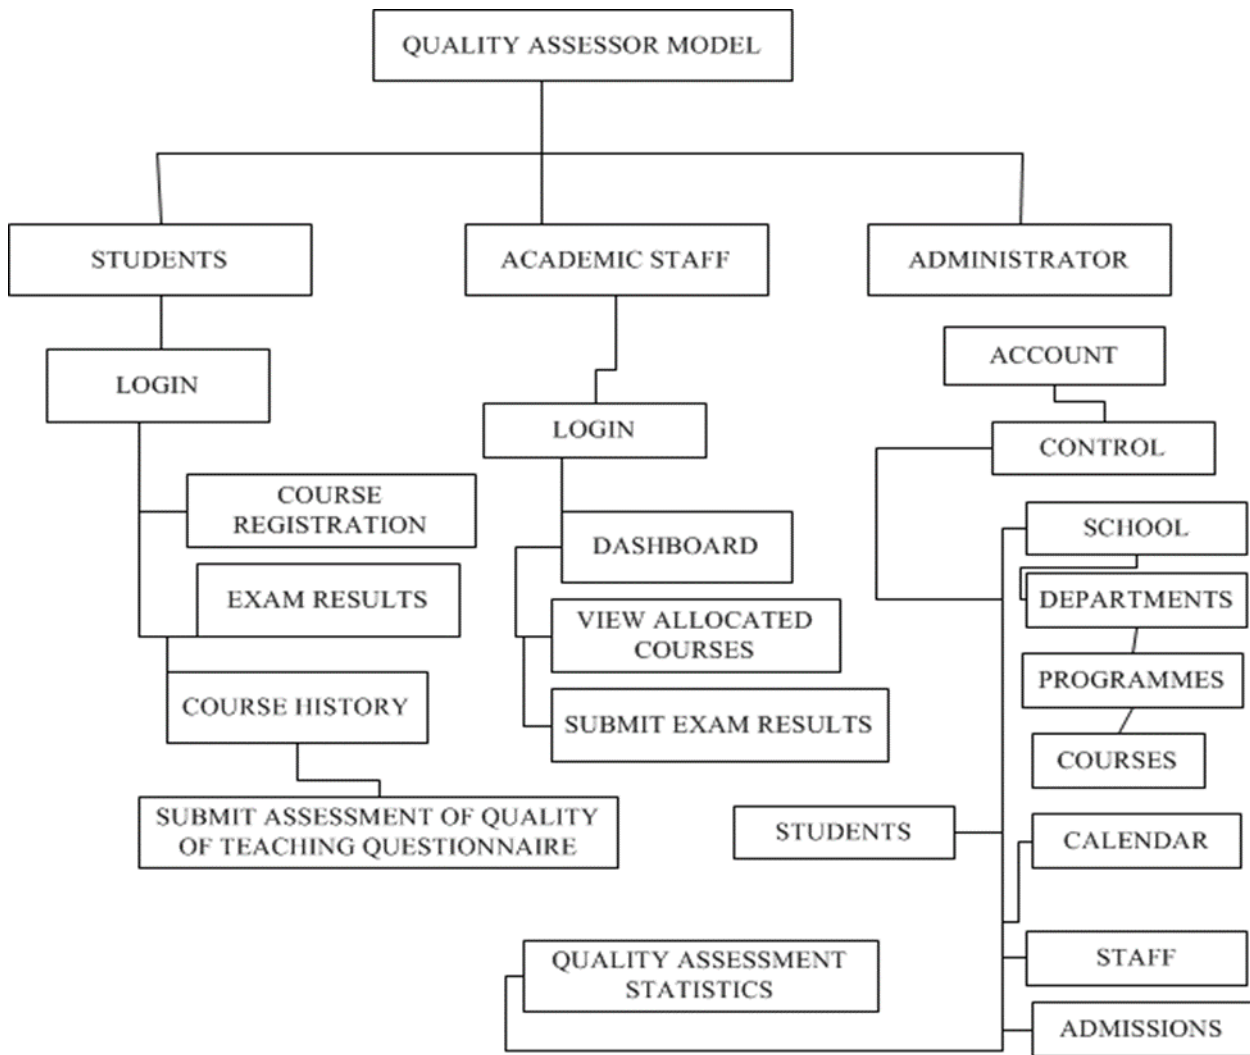 QUALITY ASSESSOR MODEL
STUDENTS
ACADEMIC STAFF
ADMINISTRATOR
LOGIN
COURSE
REGISTRATION
EXAM RESULTS
COURSE HISTORY
SUBMIT ASSESSMENT OF QUALITY
OF TEACHING QUESTIONNAIRE
LOGIN
DASHBOARD
VIEW ALLOCATED
COURSES
SUBMIT EXAM RESULTS
ACCOUNT
CONTROL
SCHOOL
DEPARTMENTS
PROGRAMMES
COURSES
STUDENTS
CALENDAR
QUALITY ASSESSMENT
STATISTICS
STAFF
ADMISSIONS